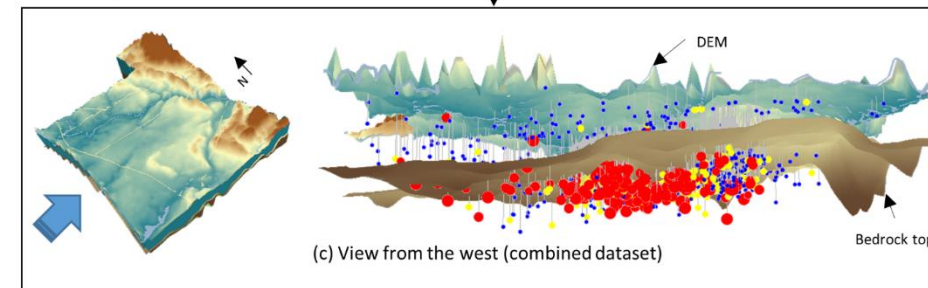 DEM
N
Bedrock top
(c) View from the west (combined dataset)